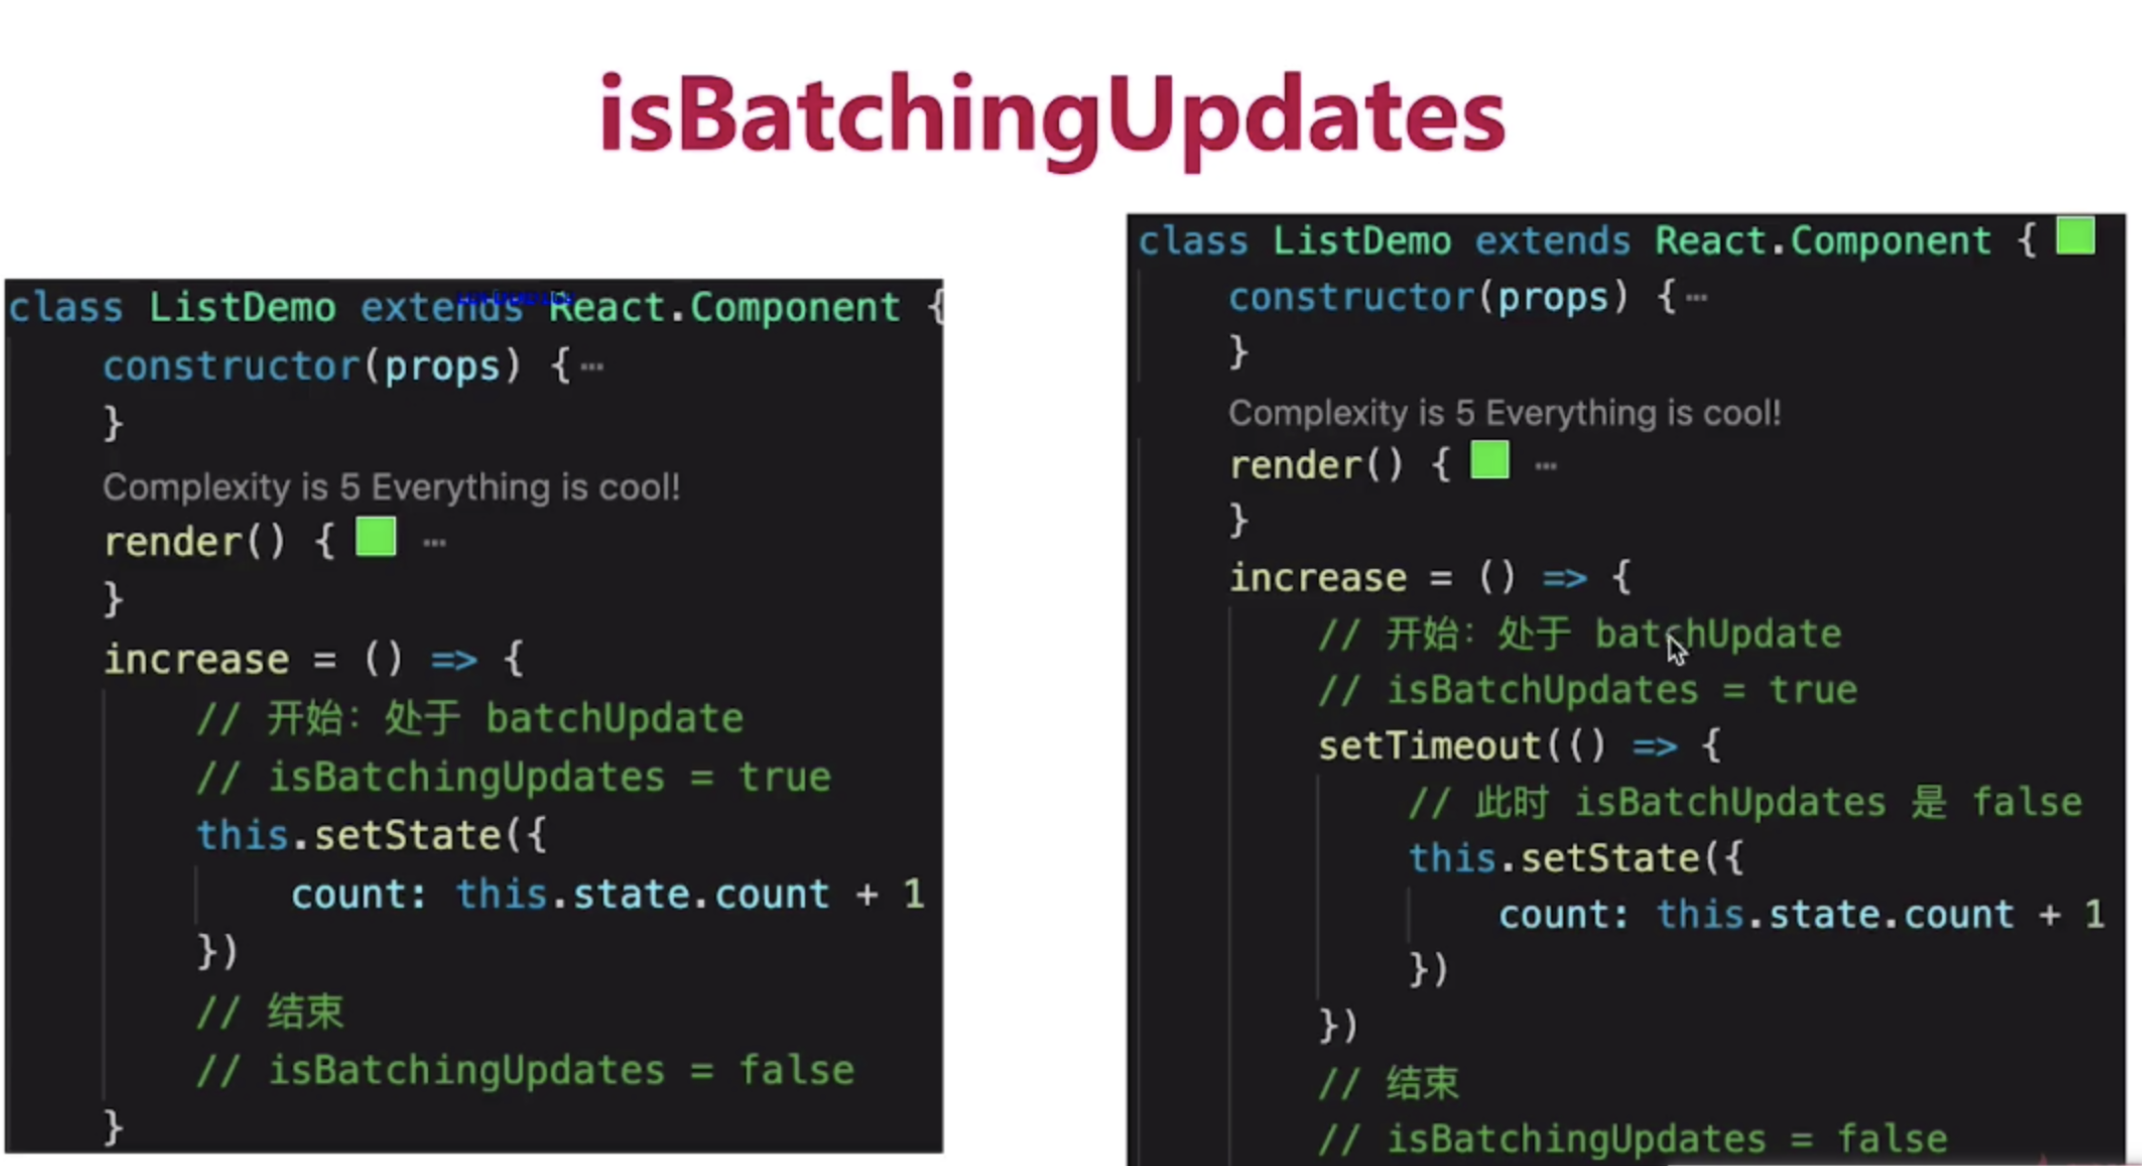 isBatchingUpdates
class ListDemo extends React.Component {
constructor(props) {…
}
Complexity is 5 Everything is cool!
render() { …
}
increase = () => {
// 开始：处于 batchUpdate
// isBatchingUpdates = true
this.setState({
count: this.state.count + 1
})
// 结束
// isBatchingUpdates = false
}
class ListDemo extends React.Component {
constructor(props) {…
}
Complexity is 5 Everything is cool!
render() { …
}
increase = () => {
// 开始：处于 batchUpdate
// isBatchUpdates = true
setTimeout(() => {
// 此时 isBatchUpdates 是 false
this.setState({
count: this.state.count + 1
})
})
// 结束
// isBatchingUpdates = false